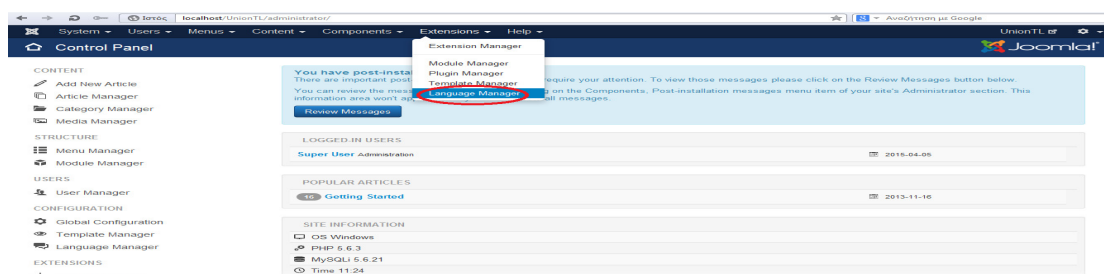 Ιστός localhost/UnionTL/administrator/ Αναζήτηση με Google
System Users Menus Content Components Extensions Help UnionTL
Control Panel Joomla!
Extension Manager
Module Manager
Plugin Manager
Template Manager
Language Manager
CONTENT
Add New Article
Article Manager
Category Manager
Media Manager
STRUCTURE
Menu Manager
Module Manager
USERS
User Manager
CONFIGURATION
Global Configuration
Template Manager
Language Manager
EXTENSIONS
You have post-insta
There are important post equire your attention. To view those messages please click on the Review Messages button below.
You can review the mes g on the Components, Post-installation messages menu item of your site's Administrator section. This
information area won't ap all messages.
Review Messages
LOGGED-IN USERS
Super User Administration 2015-04-05
POPULAR ARTICLES
16 Getting Started 2013-11-16
SITE INFORMATION
OS Windows
PHP 5.6.3
MySQLi 5.6.21
Time 11:24